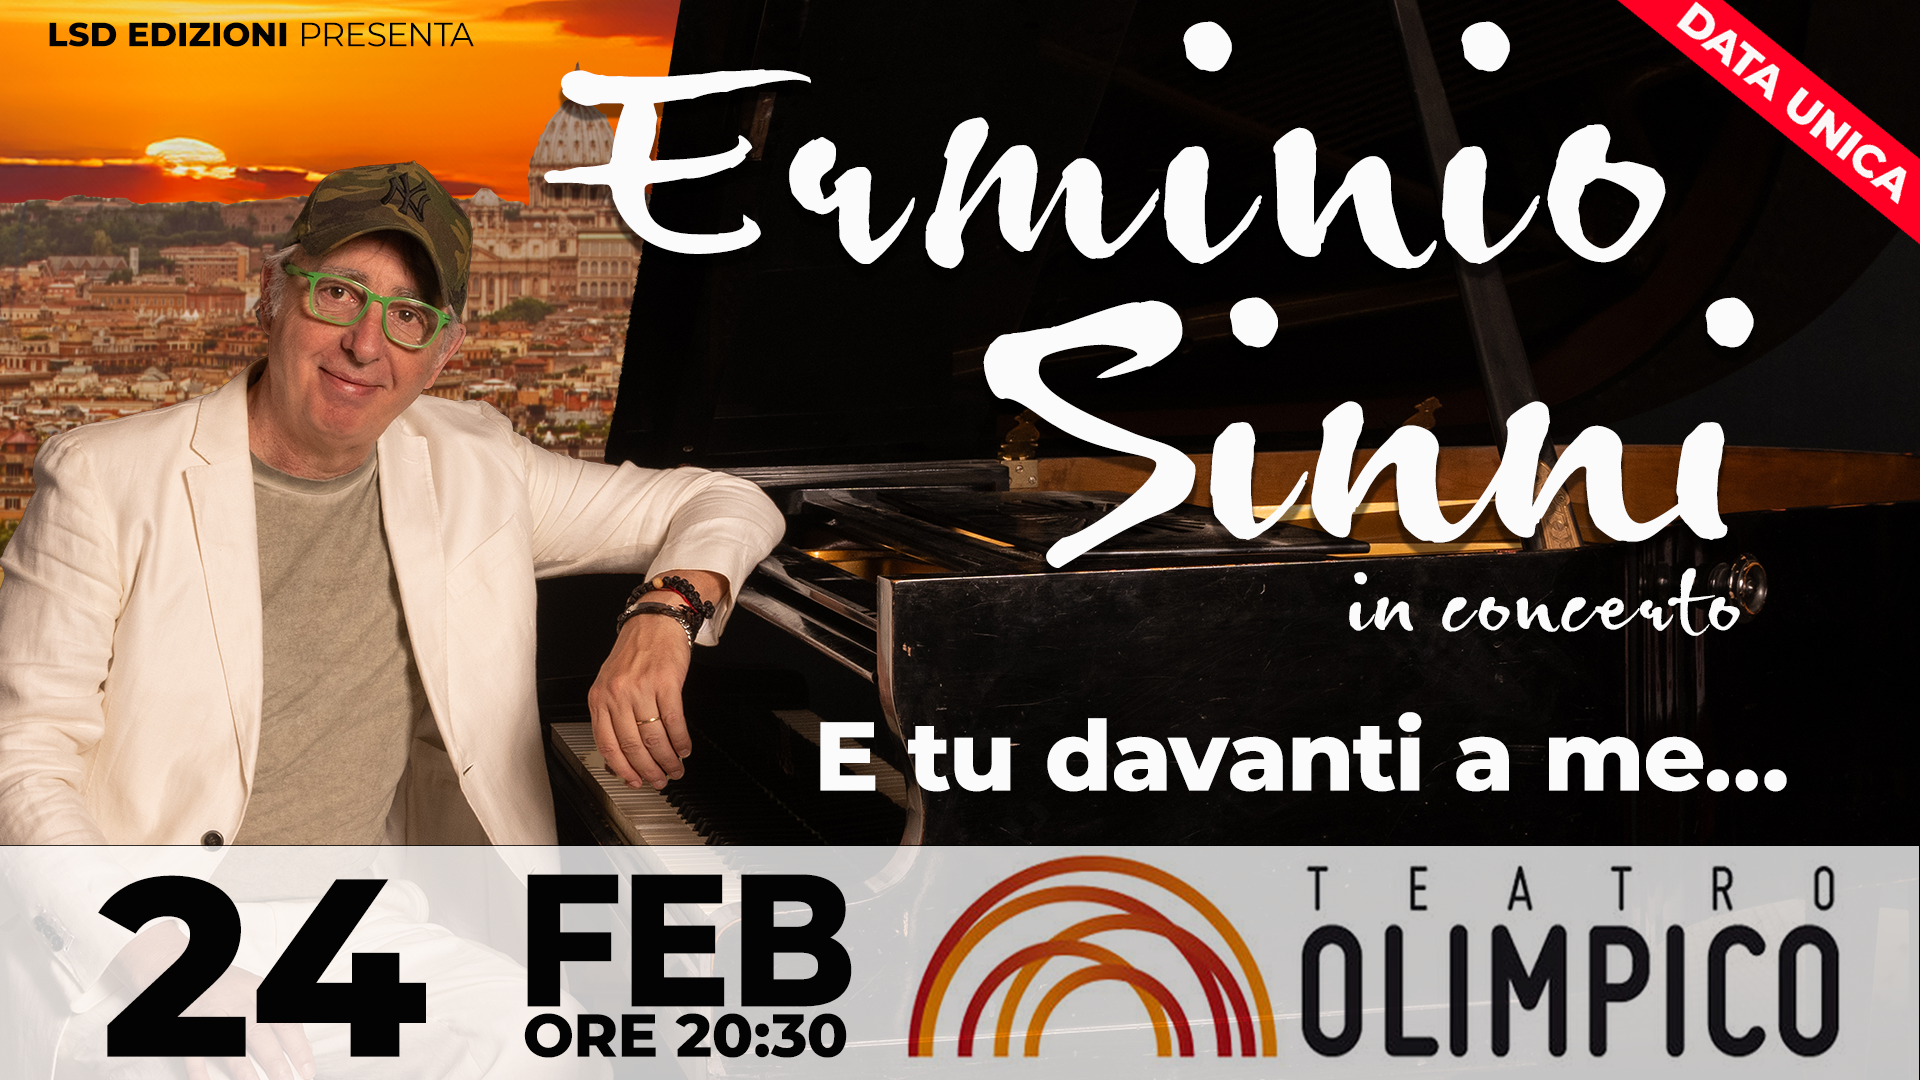 LSD EDIZIONI PRESENTA
DATA UNICA
Erminio
Sinni
in concerto
E tu davanti a me...
24 FEB
ORE 20:30
TEATRO
OLIMPICO
NY